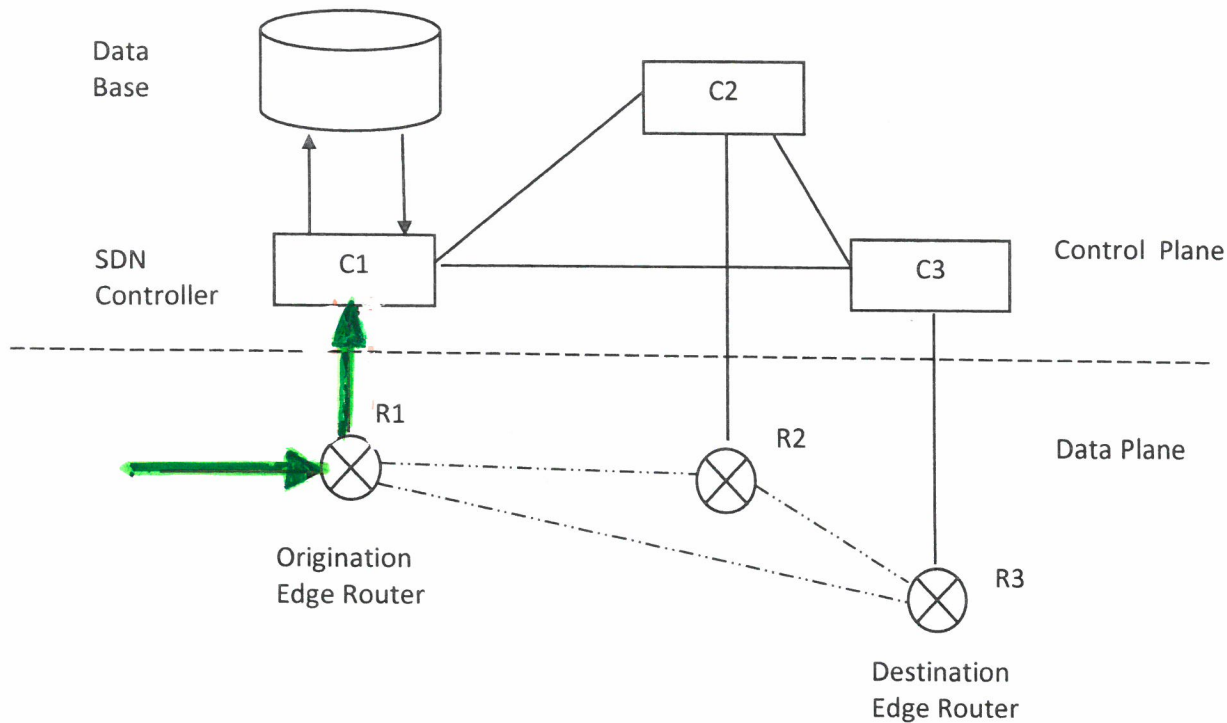 Data
Base
C2
SDN
Controller
C1
C3
Control Plane
R1
R2
Data Plane
Origination
Edge Router
R3
Destination
Edge Router